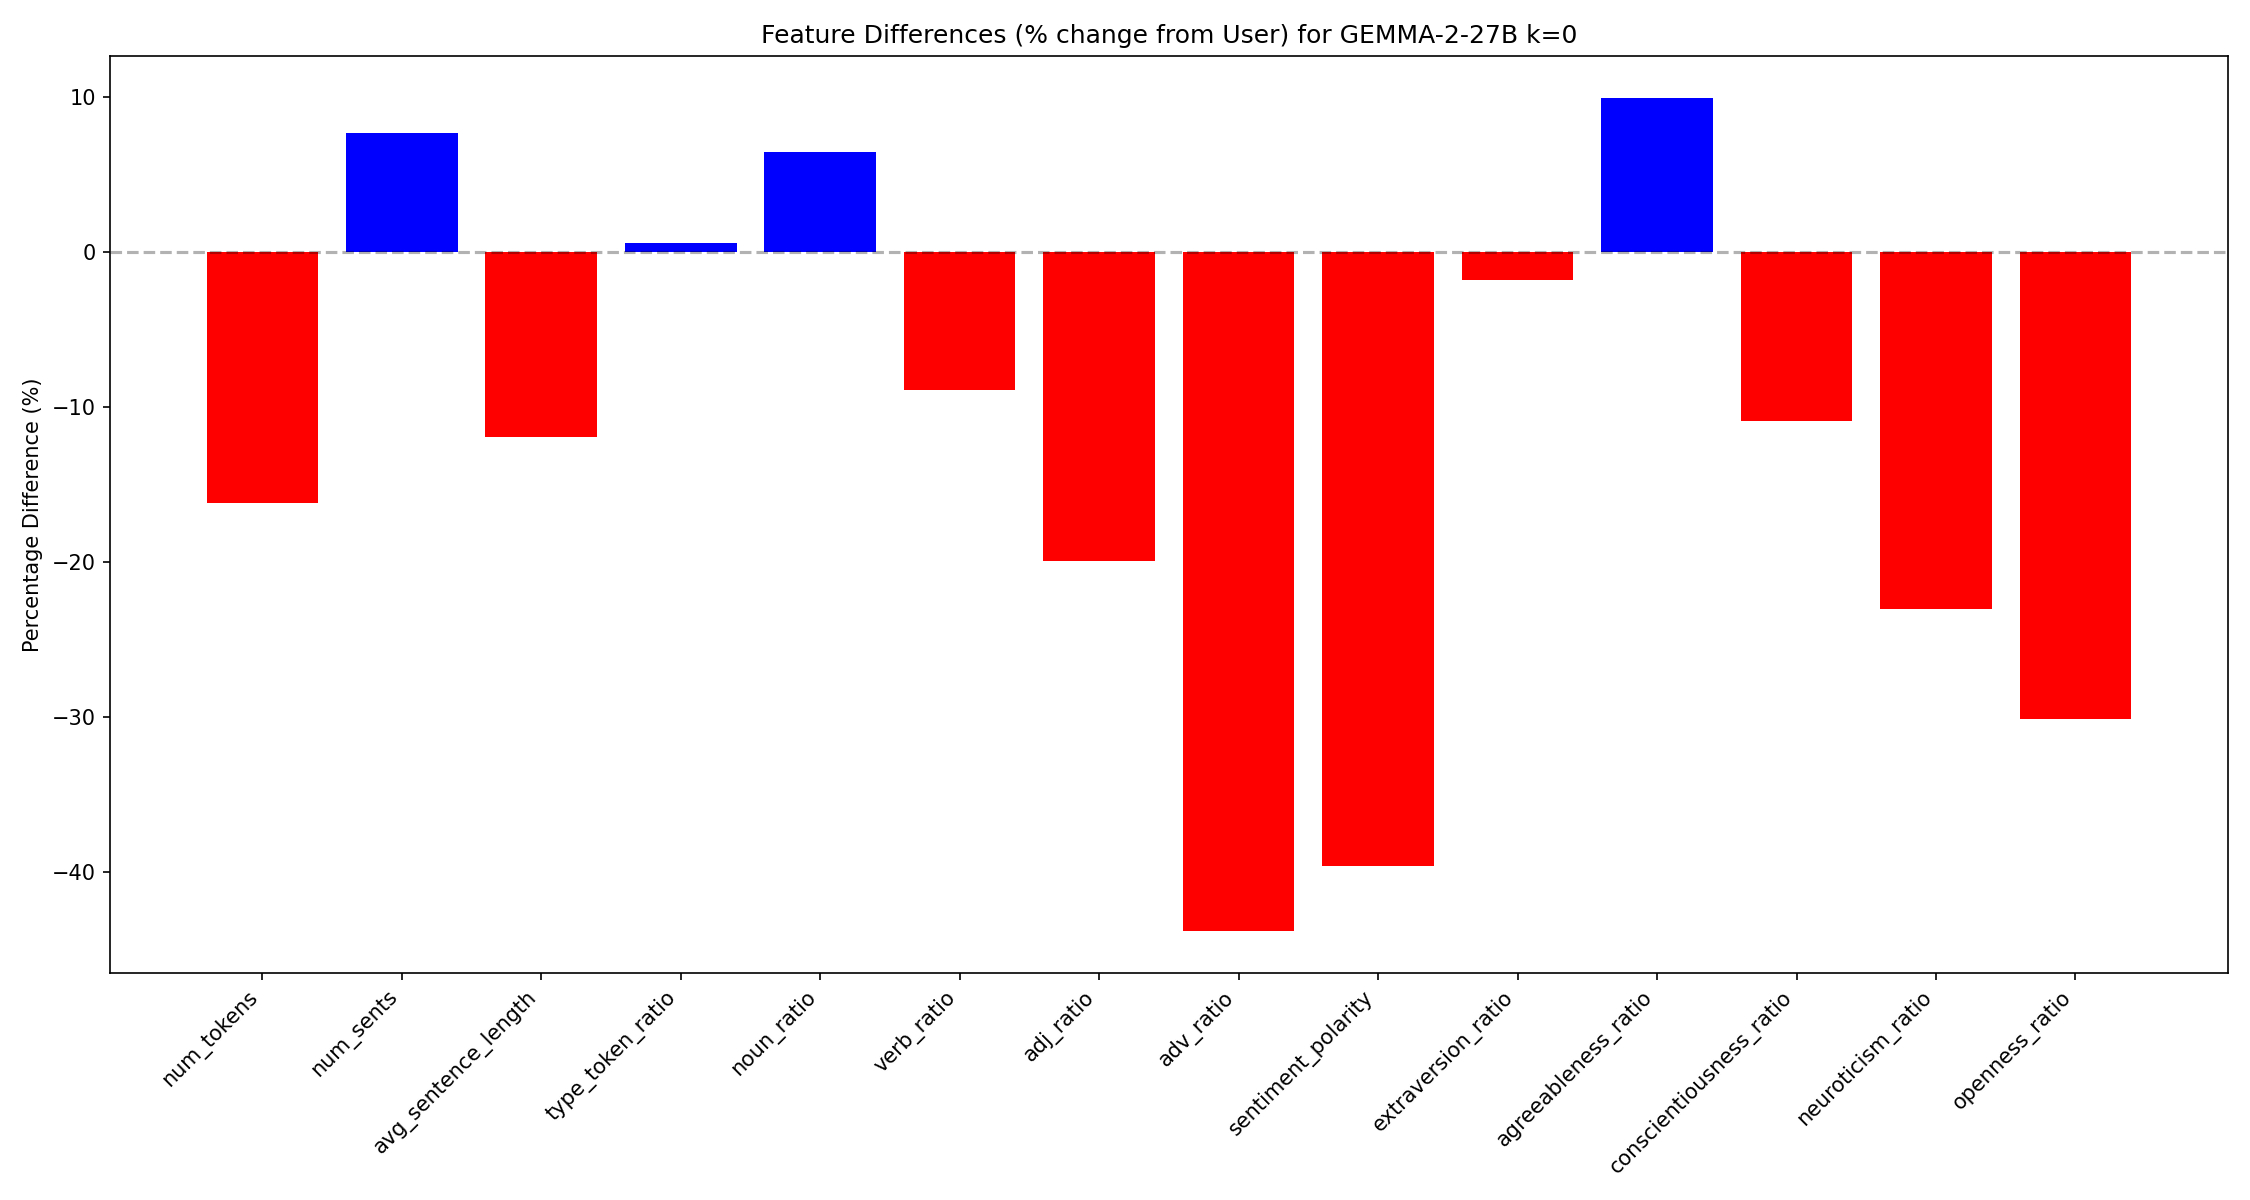 Feature Differences (% change from User) for GEMMA-2-27B k=0
Percentage Difference (%)
10
0
−10
−20
−30
−40
num_tokens
num_sents
avg_sentence_length
type_token_ratio
noun_ratio
verb_ratio
adj_ratio
adv_ratio
sentiment_polarity
extraversion_ratio
agreeableness_ratio
conscientiousness_ratio
neuroticism_ratio
openness_ratio